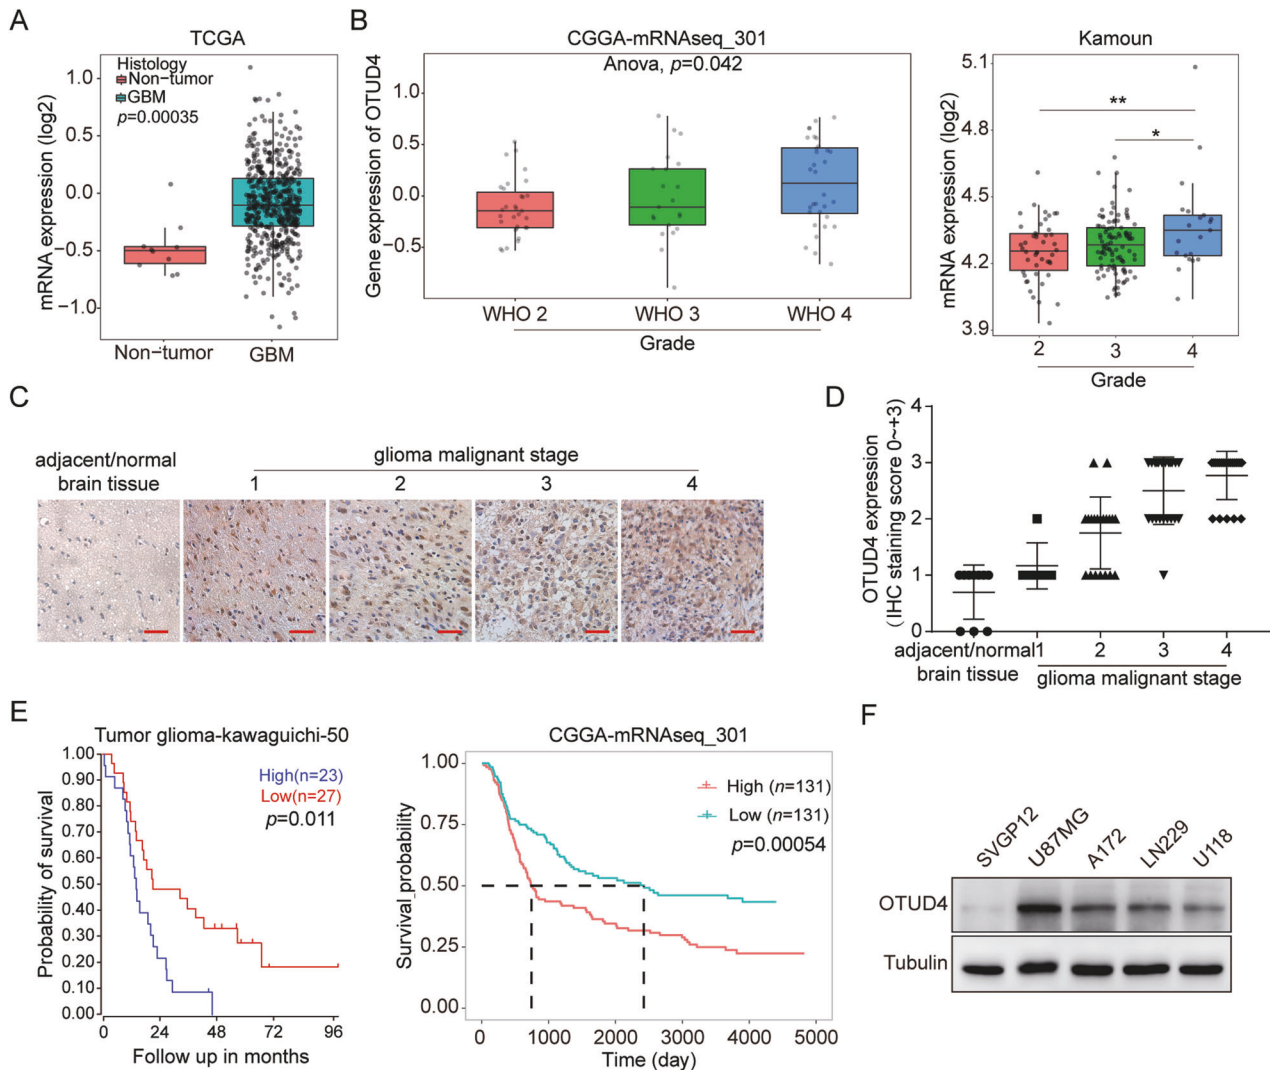 A
TCGA
mRNA expression (log2)
1.0
0.5
0.0
−0.5
−1.0
Histology
Non−tumor
GBM
p=0.00035
Non−tumor
GBM
B
CGGA-mRNAseq_301
Anova, p=0.042
Gene expression of OTUD4
1.0
0.5
0.0
−0.5
WHO 2
WHO 3
WHO 4
Grade
Kamoun
mRNA expression (log2)
5.1
4.8
4.5
4.2
3.9
**
*
2
3
4
Grade
C
adjacent/normal
brain tissue
glioma malignant stage
1
2
3
4
D
OTUD4 expression
(IHC staining score 0~+3)
4
3
2
1
0
adjacent/normal
brain tissue
1
2
3
4
glioma malignant stage
E
Tumor glioma-kawaguichi-50
Probability of survival
1.00
0.90
0.80
0.70
0.60
0.50
0.40
0.30
0.20
0.10
0.00
High(n=23)
Low(n=27)
p=0.011
0
24
48
72
96
Follow up in months
CGGA-mRNAseq_301
Survival probability
1.00
0.75
0.50
0.25
0.00
High (n=131)
Low (n=131)
p=0.00054
0
1000
2000
3000
4000
5000
Time (day)
F
SVGP12
U87MG
A172
LN229
U118
OTUD4
Tubulin